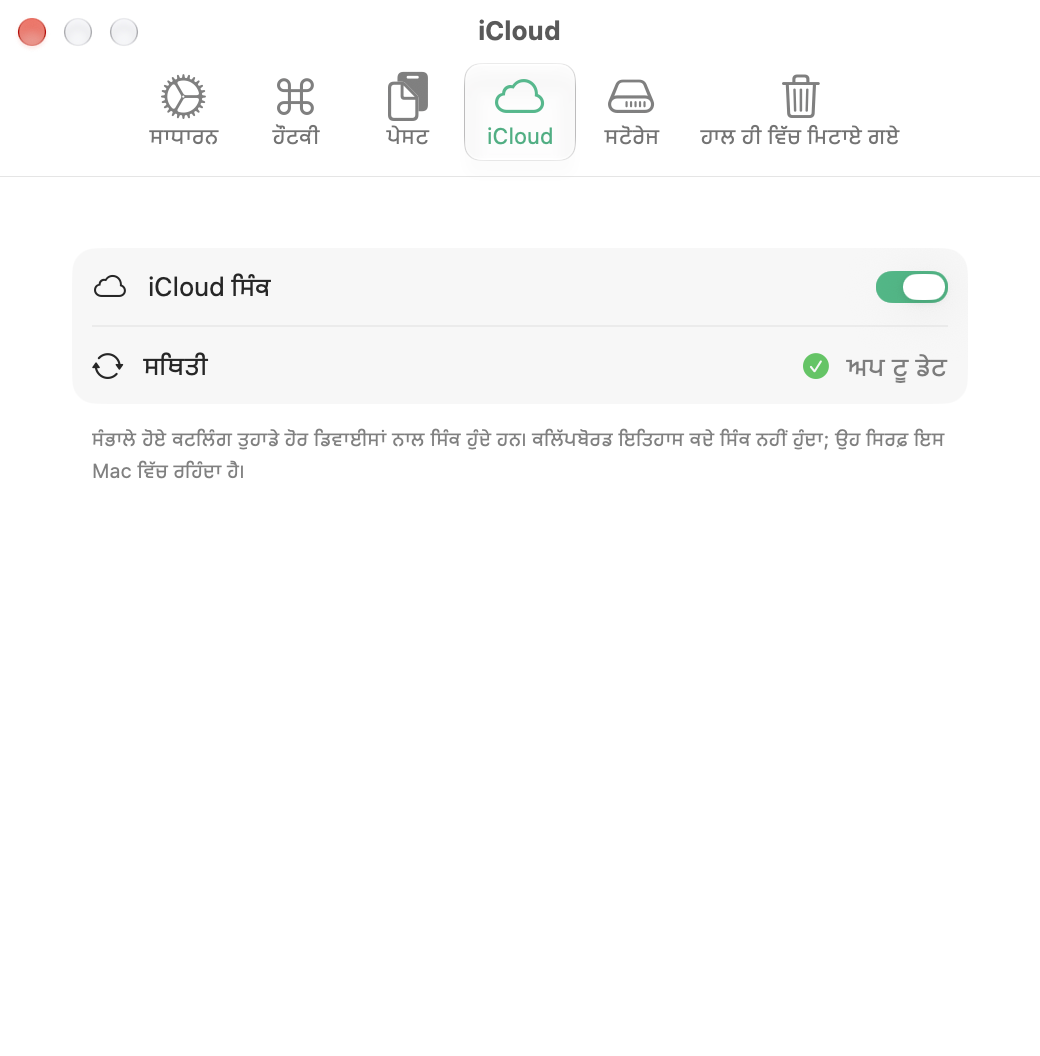 iCloud
ਸਾਧਾਰਨ
ਹੌਟਕੀ
ਪੇਸਟ
iCloud
ਸਟੋਰੇਜ
ਹਾਲ ਹੀ ਵਿੱਚ ਮਿਟਾਏ ਗਏ
iCloud ਸਿੰਕ
ਸਥਿਤੀ
ਅਪ ਟੂ ਡੇਟ
ਸੰਭਾਲੇ ਹੋਏ ਕਟਲਿੰਗ ਤੁਹਾਡੇ ਹੋਰ ਡਿਵਾਈਸਾਂ ਨਾਲ ਸਿੰਕ ਹੁੰਦੇ ਹਨ। ਕਲਿੱਪਬੋਰਡ ਇਤਿਹਾਸ ਕਦੇ ਸਿੰਕ ਨਹੀਂ ਹੁੰਦਾ; ਉਹ ਸਿਰਫ਼ ਇਸ
Mac ਵਿੱਚ ਰਹਿੰਦਾ ਹੈ।